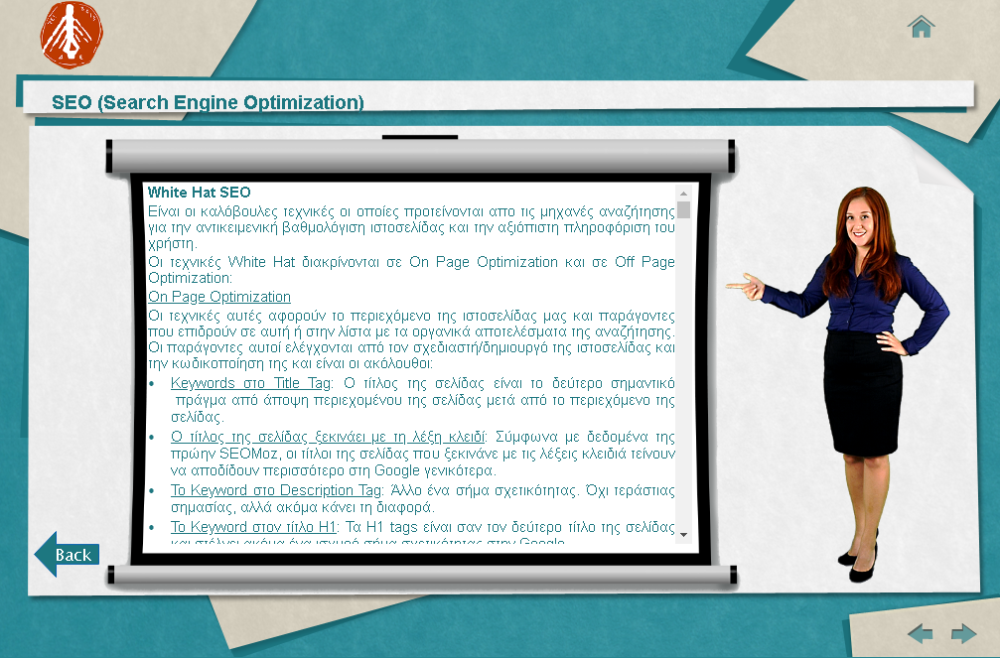 SEO (Search Engine Optimization)
White Hat SEO
Είναι οι καλόβουλες τεχνικές οι οποίες προτείνονται απο τις μηχανές αναζήτησης
για την αντικειμενική βαθμολόγιση ιστοσελίδας και την αξιόπιστη πληροφόριση του
χρήστη.
Οι τεχνικές White Hat διακρίνονται σε On Page Optimization και σε Off Page
Optimization:
On Page Optimization
Οι τεχνικές αυτές αφορούν το περιεχόμενο της ιστοσελίδας μας και παράγοντες
που επιδρούν σε αυτή ή στην λίστα με τα οργανικά αποτελέσματα της αναζήτησης.
Οι παράγοντες αυτοί ελέγχονται από τον σχεδιαστή/δημιουργό της ιστοσελίδας και
την κωδικοποίηση της και είναι οι ακόλουθοι:
• Keywords στο Title Tag: Ο τίτλος της σελίδας είναι το δεύτερο σημαντικό
πράγμα από άποψη περιεχομένου της σελίδας μετά από το περιεχόμενο της
σελίδας.
• Ο τίτλος της σελίδας ξεκινάει με τη λέξη κλειδί: Σύμφωνα με δεδομένα της
πρώην SEOMoz, οι τίτλοι της σελίδας που ξεκινάνε με τις λέξεις κλειδιά τείνουν
να αποδίδουν περισσότερο στη Google γενικότερα.
• Το Keyword στο Description Tag: Άλλο ένα σήμα σχετικότητας. Όχι τεράστιας
σημασίας, αλλά ακόμα κάνει τη διαφορά.
• Το Keyword στον τίτλο H1: Τα H1 tags είναι σαν τον δεύτερο τίτλο της σελίδας
και στέλνει ακόμα ένα ισχυρό σήμα σχετικότητας στην Google
Back